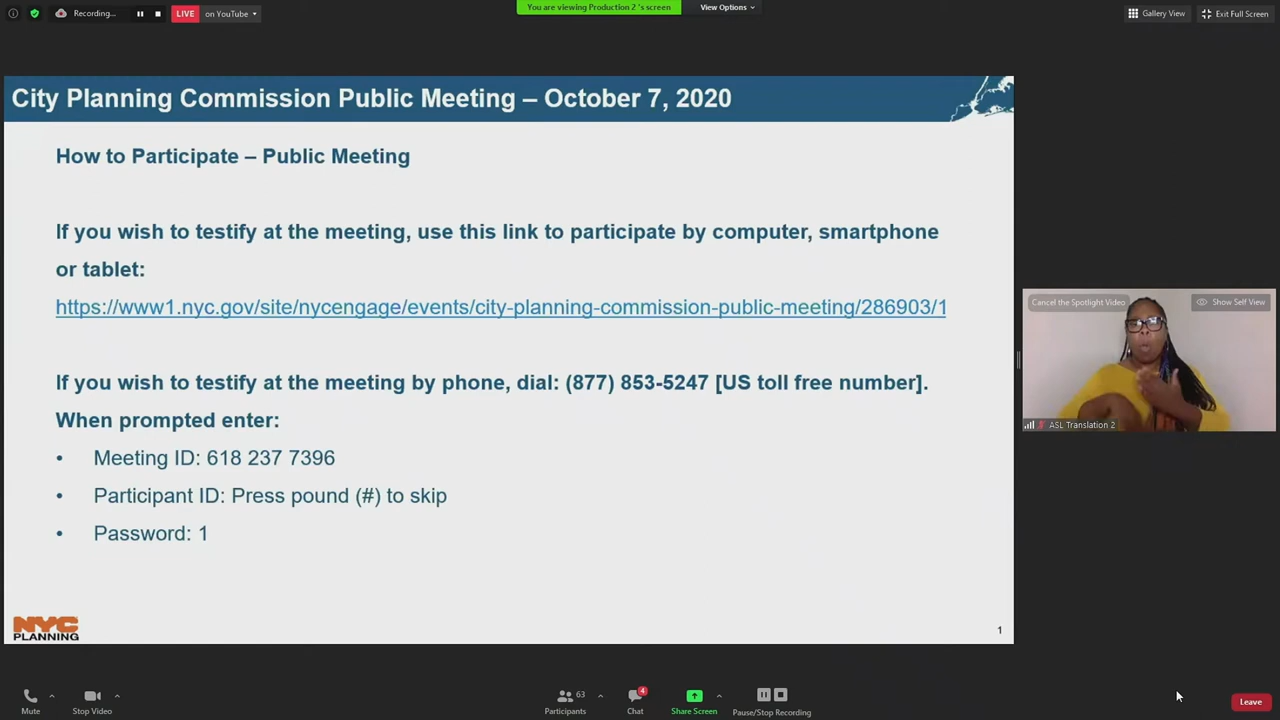 Recording...
LIVE
on YouTube
You are viewing Production 2 's screen
View Options
Gallery View
Exit Full Screen
City Planning Commission Public Meeting – October 7, 2020
How to Participate – Public Meeting
If you wish to testify at the meeting, use this link to participate by computer, smartphone
or tablet:
https://www1.nyc.gov/site/nycengage/events/city-planning-commission-public-meeting/286903/1
If you wish to testify at the meeting by phone, dial: (877) 853-5247 [US toll free number].
When prompted enter:
• Meeting ID: 618 237 7396
• Participant ID: Press pound (#) to skip
• Password: 1
NYC
PLANNING
1
Cancel the Spotlight Video
Show Self View
ASL Translation 2
Mute
Stop Video
63
Participants
4
Chat
Share Screen
Pause/Stop Recording
Leave